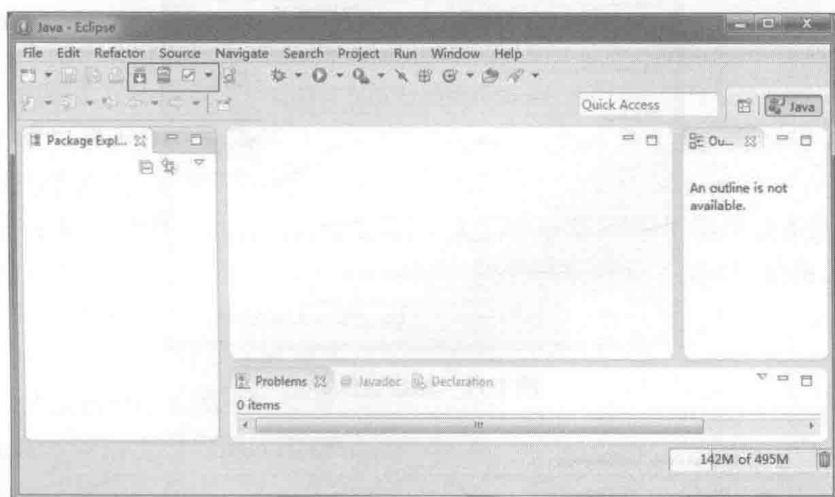 Java - Eclipse
File Edit Refactor Source Navigate Search Project Run Window Help
Quick Access
Java
Package Expl...
Ou...
An outline is not
available.
Problems
@ Javadoc
Declaration
0 items
142M of 495M